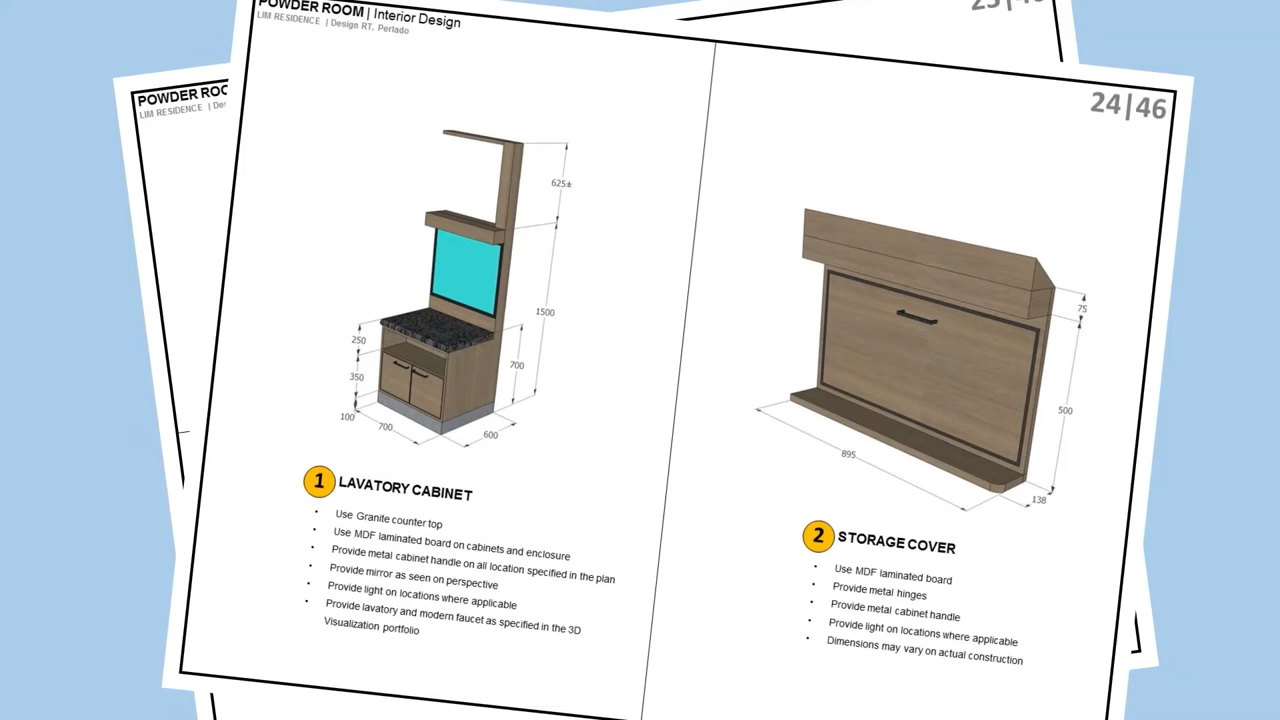 POWDER ROOM | Interior Design
LIM RESIDENCE | Design RT. Perlado
POWDER ROO
LIM RESIDENCE | De
24|46
625±
1500
250
350
100
700
700
600
1 LAVATORY CABINET
• Use Granite counter top
• Use MDF laminated board on cabinets and enclosure
• Provide metal cabinet handle on all location specified in the plan
• Provide mirror as seen on perspective
• Provide light on locations where applicable
• Provide lavatory and modern faucet as specified in the 3D
Visualization portfolio
75
500
895
138
2 STORAGE COVER
• Use MDF laminated board
• Provide metal hinges
• Provide metal cabinet handle
• Provide light on locations where applicable
• Dimensions may vary on actual construction